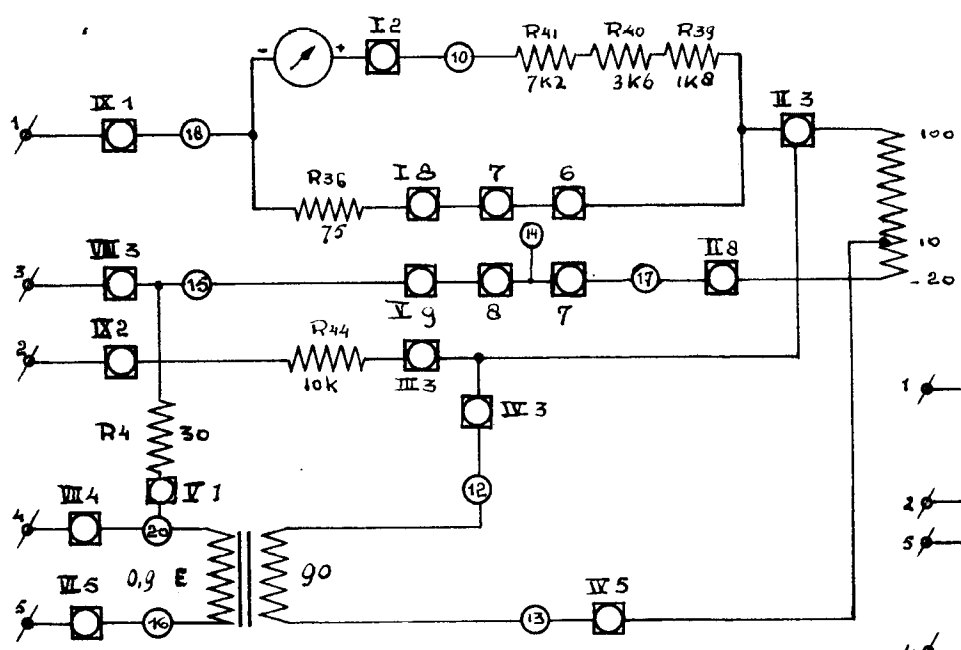 I 2
R41 R40 R39
- +
10
7K2 3K6 1K8
IX 1
II 3
1
18
100
R36
I 8 7 6
75
14
10
VIII 3
II 8
3
15
17
-20
V 9 8 7
IX 2
R44
2
10K
III 3
1
IV 3
R4 30
V 1
12
VII 4
2
4
20
5
0,9 E
90
VI 5
IV 5
5
16
13